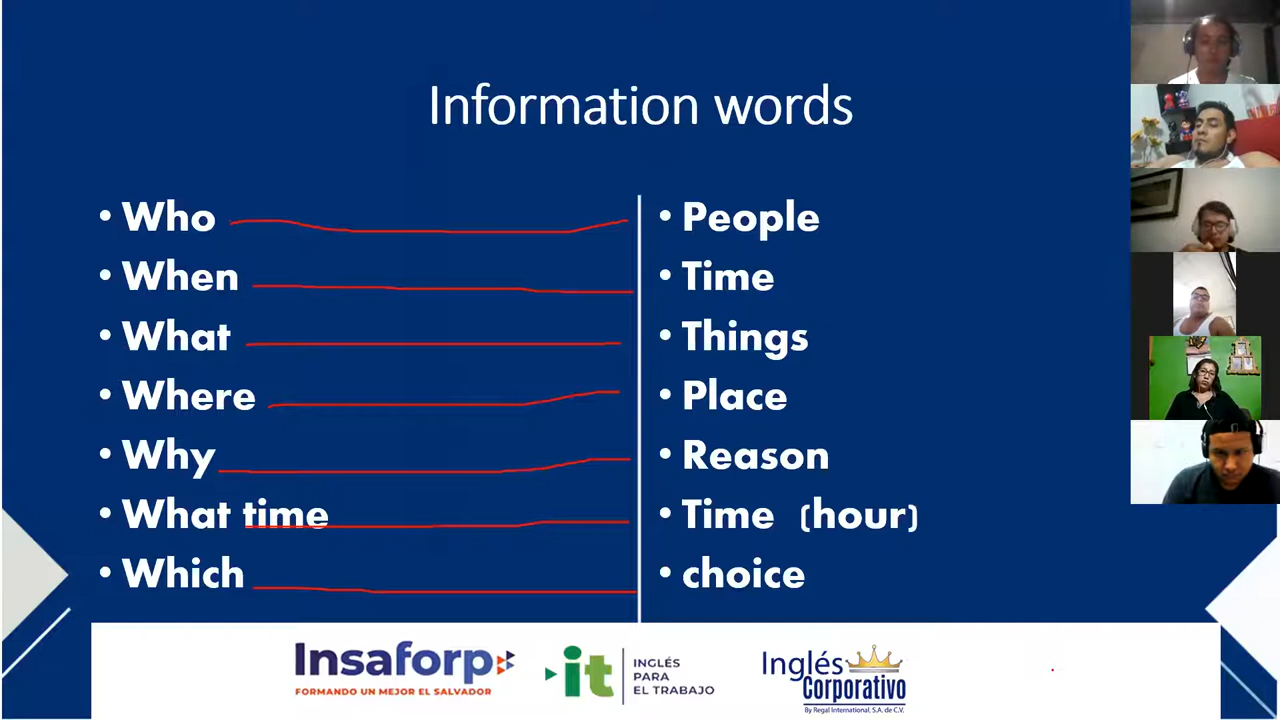 Information words
• Who
• When
• What
• Where
• Why
• What time
• Which
• People
• Time
• Things
• Place
• Reason
• Time (hour)
• choice
Insaforp
FORMANDO UN MEJOR EL SALVADOR
it
INGLÉS
PARA
EL TRABAJO
Inglés
Corporativo
By Regal International, S.A. de C.V.